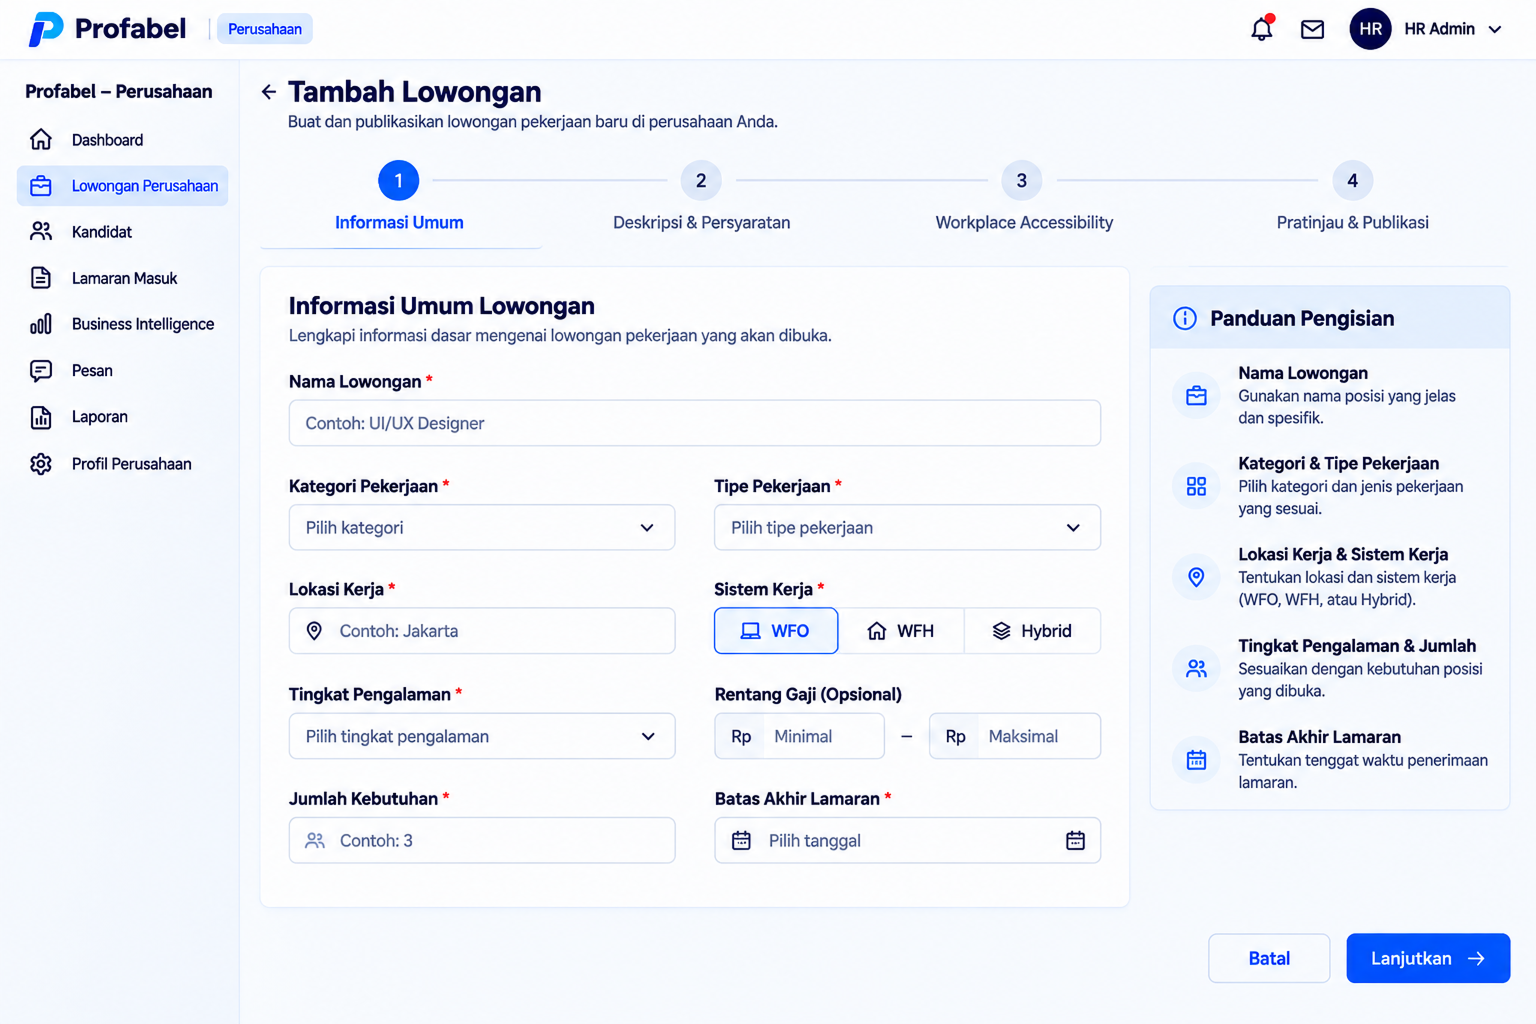 Profabel
Perusahaan
HR
HR Admin
Profabel – Perusahaan
Dashboard
Lowongan Perusahaan
Kandidat
Lamaran Masuk
Business Intelligence
Pesan
Laporan
Profil Perusahaan
Tambah Lowongan
Buat dan publikasikan lowongan pekerjaan baru di perusahaan Anda.
1
Informasi Umum
2
Deskripsi & Persyaratan
3
Workplace Accessibility
4
Pratinjau & Publikasi
Informasi Umum Lowongan
Lengkapi informasi dasar mengenai lowongan pekerjaan yang akan dibuka.
Nama Lowongan *
Contoh: UI/UX Designer
Kategori Pekerjaan *
Pilih kategori
Tipe Pekerjaan *
Pilih tipe pekerjaan
Lokasi Kerja *
Contoh: Jakarta
Sistem Kerja *
WFO
WFH
Hybrid
Tingkat Pengalaman *
Pilih tingkat pengalaman
Rentang Gaji (Opsional)
Rp Minimal – Rp Maksimal
Jumlah Kebutuhan *
Contoh: 3
Batas Akhir Lamaran *
Pilih tanggal
Panduan Pengisian
Nama Lowongan
Gunakan nama posisi yang jelas
dan spesifik.
Kategori & Tipe Pekerjaan
Pilih kategori dan jenis pekerjaan
yang sesuai.
Lokasi Kerja & Sistem Kerja
Tentukan lokasi dan sistem kerja
(WFO, WFH, atau Hybrid).
Tingkat Pengalaman & Jumlah
Sesuaikan dengan kebutuhan posisi
yang dibuka.
Batas Akhir Lamaran
Tentukan tenggat waktu penerimaan
lamaran.
Batal
Lanjutkan